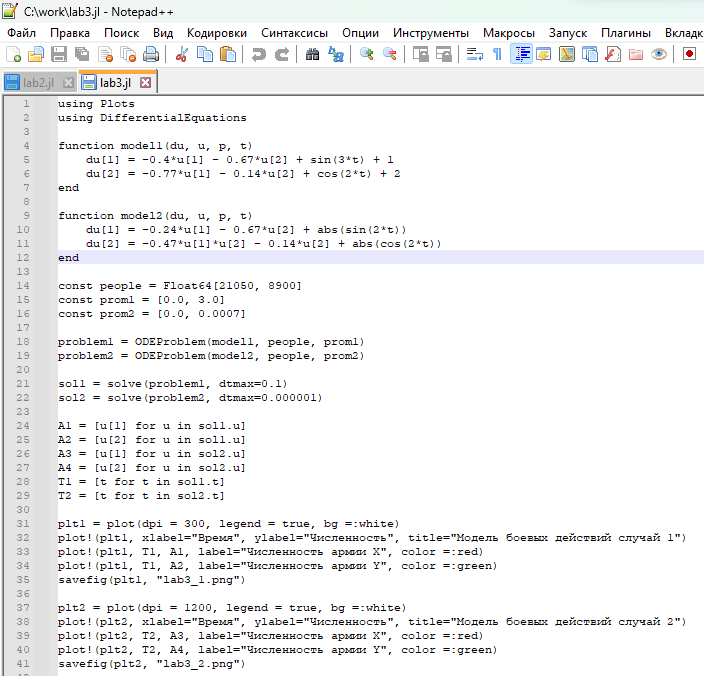 C:\work\lab3.jl - Notepad++
Файл Правка Поиск Вид Кодировки Синтаксисы Опции Инструменты Макросы Запуск Плагины Вклад
lab2.jl lab3.jl
1 using Plots
2 using DifferentialEquations
3
4 function model1(du, u, p, t)
5 du[1] = -0.4*u[1] - 0.67*u[2] + sin(3*t) + 1
6 du[2] = -0.77*u[1] - 0.14*u[2] + cos(2*t) + 2
7 end
8
9 function model2(du, u, p, t)
10 du[1] = -0.24*u[1] - 0.67*u[2] + abs(sin(2*t))
11 du[2] = -0.47*u[1]*u[2] - 0.14*u[2] + abs(cos(2*t))
12 end
13
14 const people = Float64[21050, 8900]
15 const prom1 = [0.0, 3.0]
16 const prom2 = [0.0, 0.0007]
17
18 problem1 = ODEProblem(model1, people, prom1)
19 problem2 = ODEProblem(model2, people, prom2)
20
21 sol1 = solve(problem1, dtmax=0.1)
22 sol2 = solve(problem2, dtmax=0.000001)
23
24 A1 = [u[1] for u in sol1.u]
25 A2 = [u[2] for u in sol1.u]
26 A3 = [u[1] for u in sol2.u]
27 A4 = [u[2] for u in sol2.u]
28 T1 = [t for t in sol1.t]
29 T2 = [t for t in sol2.t]
30
31 plt1 = plot(dpi = 300, legend = true, bg =:white)
32 plot!(plt1, xlabel="Время", ylabel="Численность", title="Модель боевых действий случай 1")
33 plot!(plt1, T1, A1, label="Численность армии X", color =:red)
34 plot!(plt1, T1, A2, label="Численность армии Y", color =:green)
35 savefig(plt1, "lab3_1.png")
36
37 plt2 = plot(dpi = 1200, legend = true, bg =:white)
38 plot!(plt2, xlabel="Время", ylabel="Численность", title="Модель боевых действий случай 2")
39 plot!(plt2, T2, A3, label="Численность армии X", color =:red)
40 plot!(plt2, T2, A4, label="Численность армии Y", color =:green)
41 savefig(plt2, "lab3_2.png")